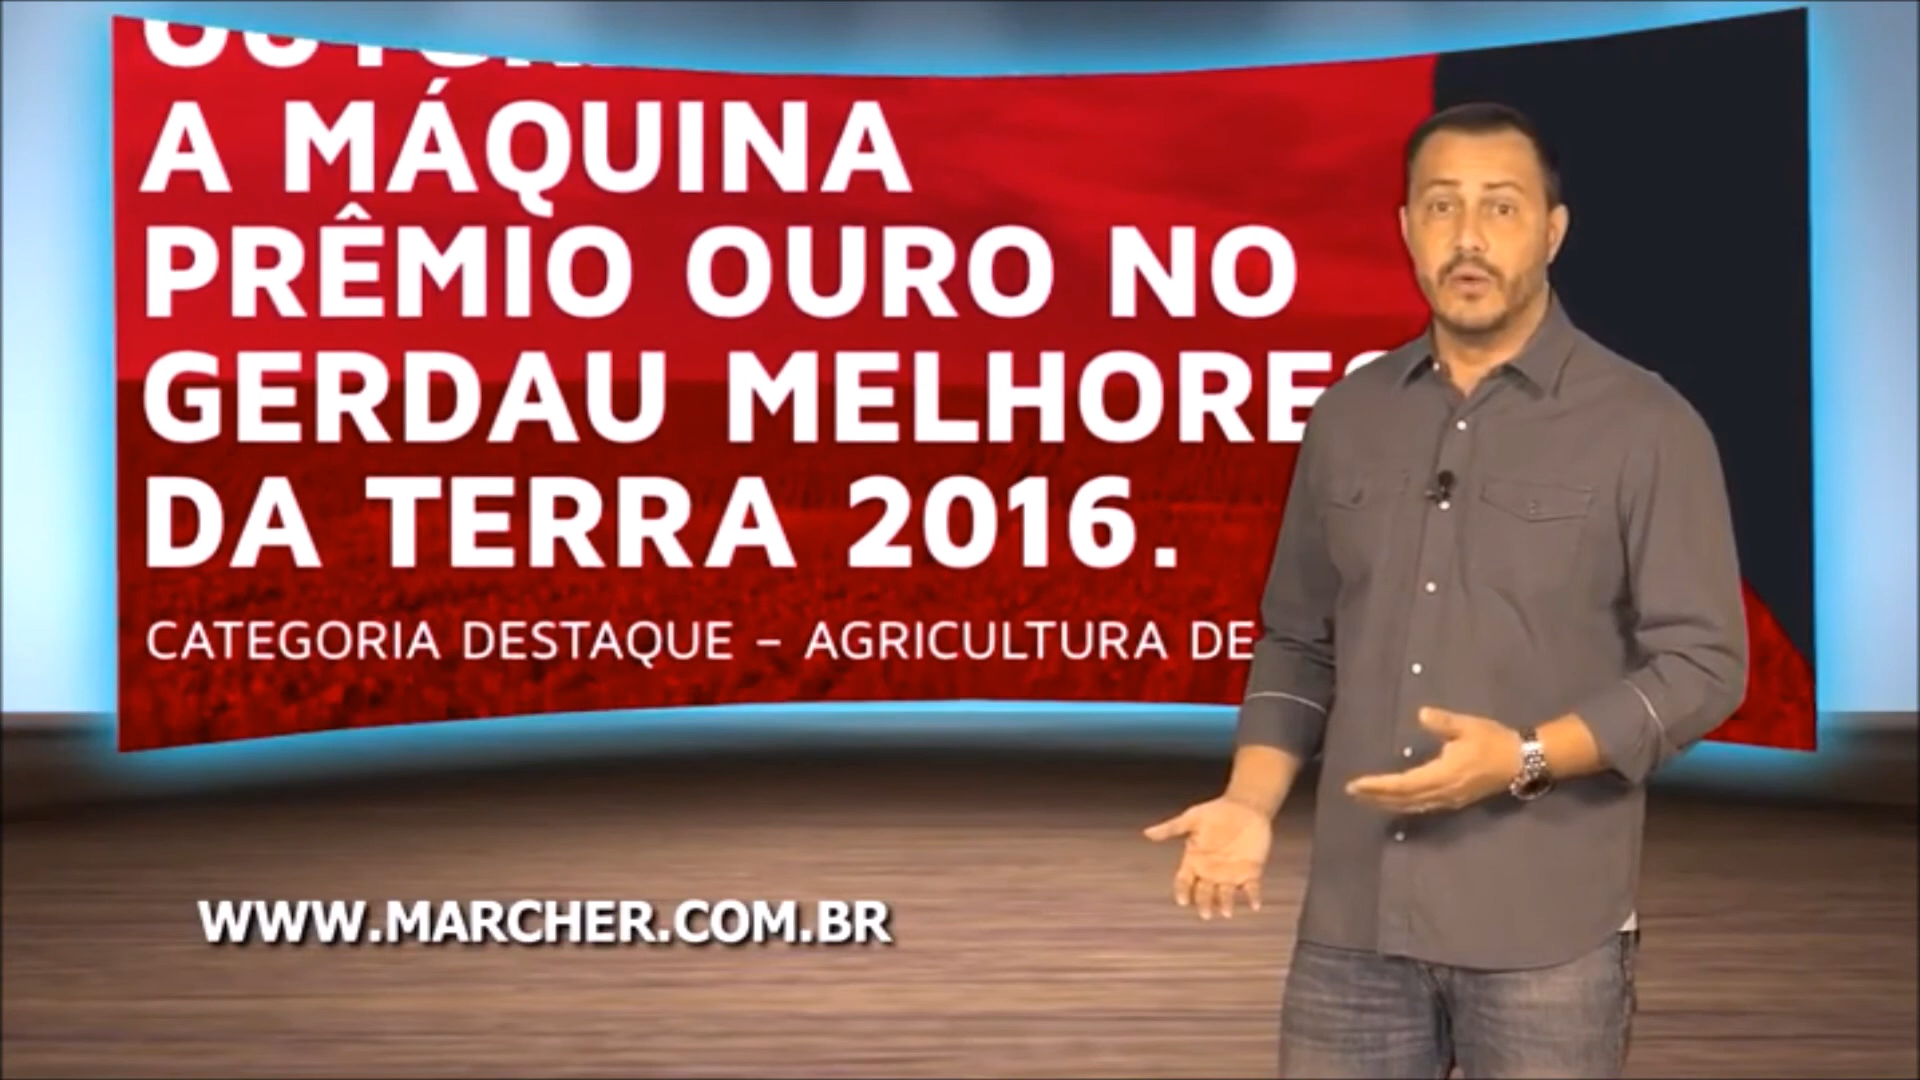 A MÁQUINA
PRÊMIO OURO NO
GERDAU MELHORES
DA TERRA 2016.
CATEGORIA DESTAQUE – AGRICULTURA DE
WWW.MARCHER.COM.BR